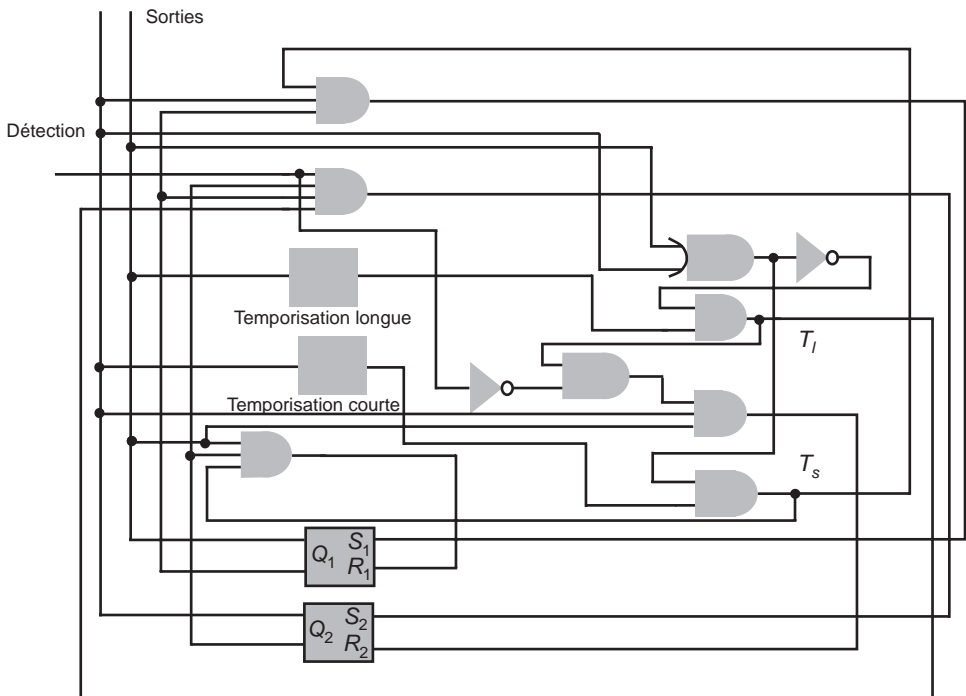 Sorties
Détection
Temporisation longue
T_l
Temporisation courte
T_s
Q_1 S_1
R_1
Q_2 S_2
R_2